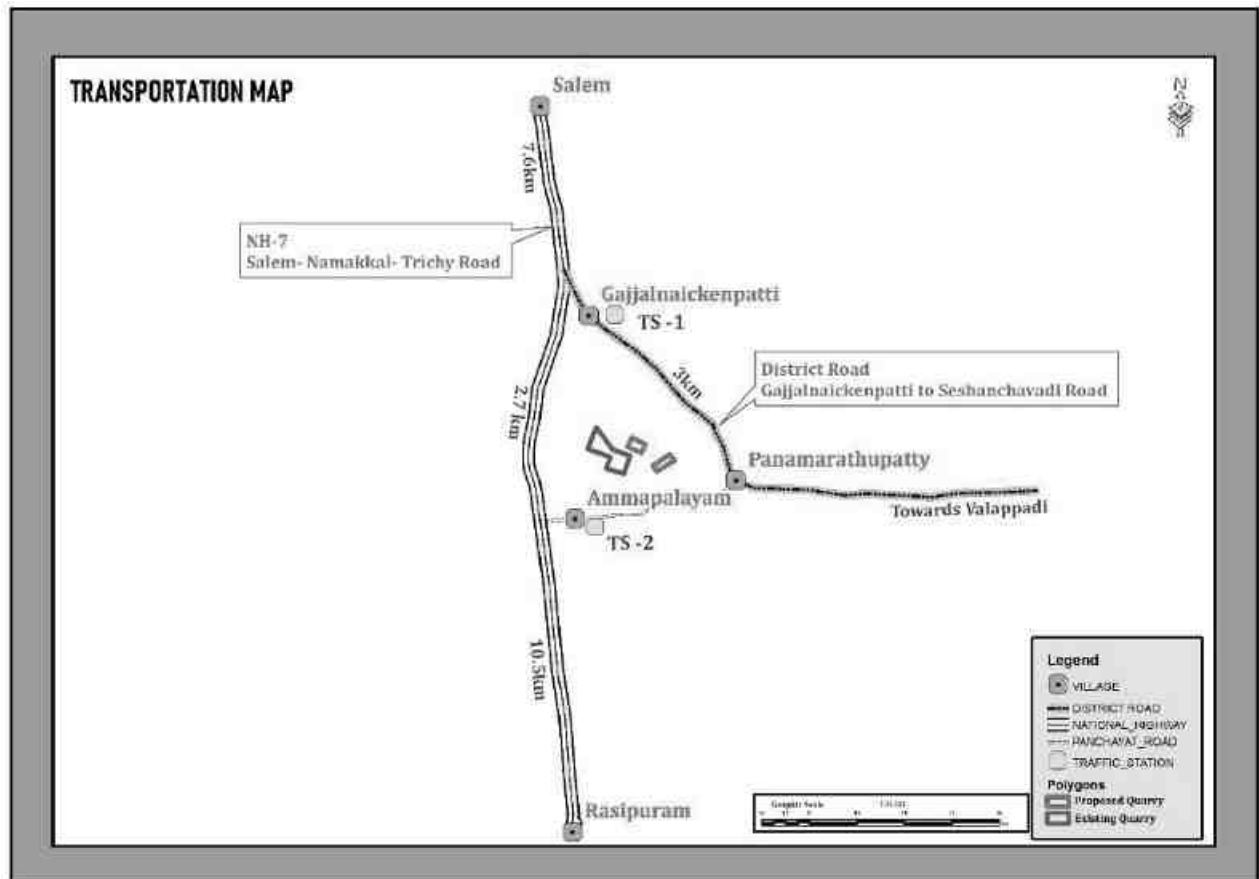 TRANSPORTATION MAP
Salem
7.6km
NH-7
Salem- Namakkal- Trichy Road
Gajjalnaickenpatti
TS -1
3km
District Road
Gajjalnaickenpatti to Seshanchavadi Road
2.7km
Panamarathupatty
Ammapalayam
Towards Valappadi
TS -2
10.5km
Rasipuram
Legend
VILLAGE
DISTRICT ROAD
NATIONAL_HIGHWAY
PANCHAYAT_ROAD
TRAFFIC_STATION
Polygons
Proposed Quarry
Existing Quarry
Scale